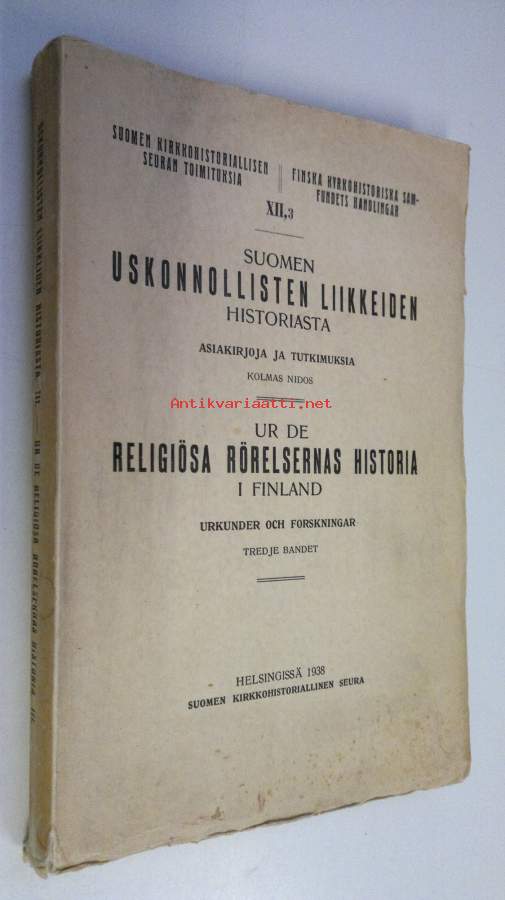 SUOMEN KIRKKOHISTORIALLISEN
SEURAN TOIMITUKSIA
FINSKA KYRKOHISTORISKA SAM-
FUNDETS HANDLINGAR
XII,3
SUOMEN
USKONNOLLISTEN LIIKKEIDEN
HISTORIASTA
ASIAKIRJOJA JA TUTKIMUKSIA
KOLMAS NIDOS
Antikvariaatti.net
UR DE
RELIGIÖSA RÖRELSERNAS HISTORIA
I FINLAND
URKUNDER OCH FORSKNINGAR
TREDJE BANDET
HELSINGISSÄ 1938
SUOMEN KIRKKOHISTORIALLINEN SEURA
USKONNOLLISTEN LIIKEIDEN HISTORIASTA III. — UR DE RELIGIÖSA RÖRELSERNAS HISTORIA III.